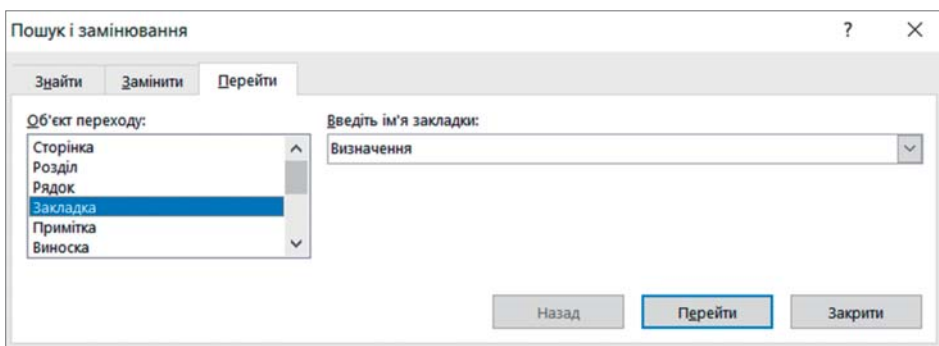 Пошук і замінювання
?
Знайти Замінити Перейти
Об'єкт переходу:
Введіть ім'я закладки:
Сторінка
Розділ
Рядок
Закладка
Примітка
Виноска
Визначення
Назад Перейти Закрити